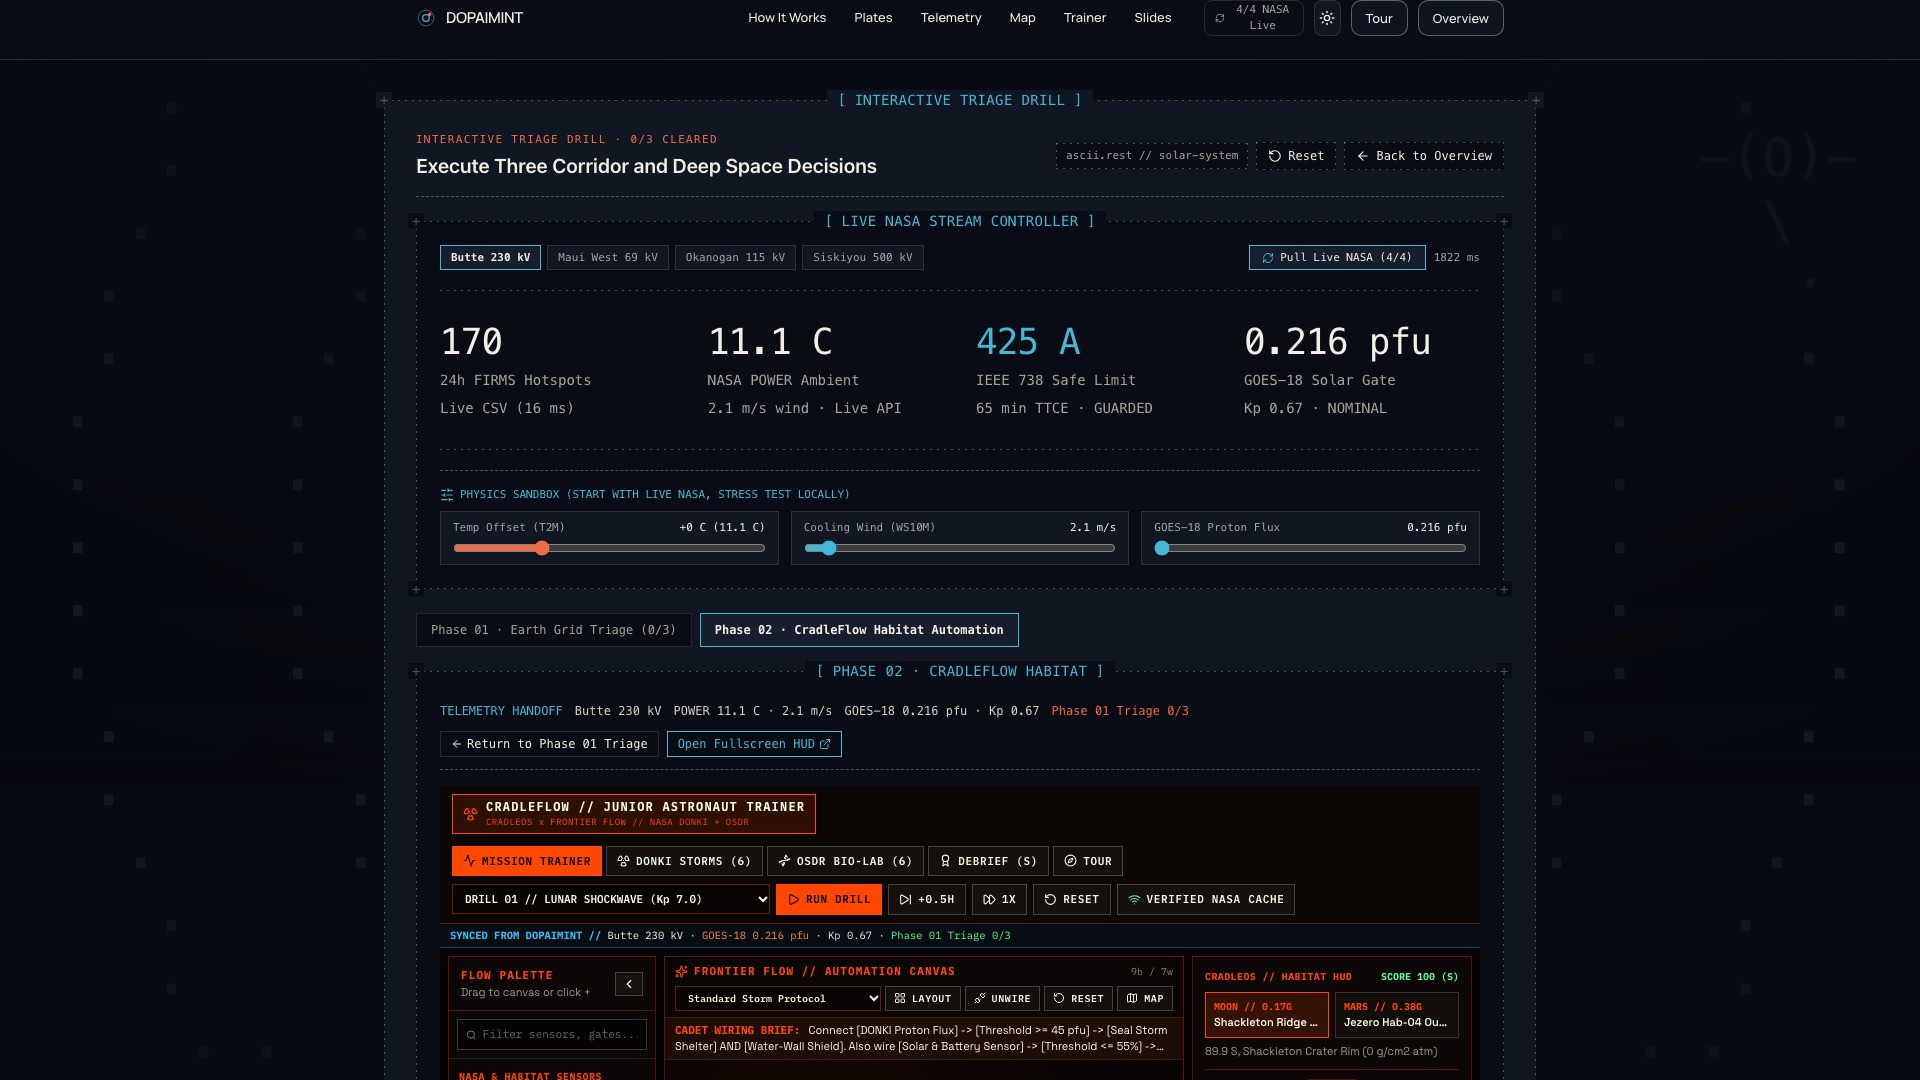 DOPAIMINT
How It Works
Plates
Telemetry
Map
Trainer
Slides
4/4 NASA
Live
Tour
Overview
[ INTERACTIVE TRIAGE DRILL ]
INTERACTIVE TRIAGE DRILL · 0/3 CLEARED
Execute Three Corridor and Deep Space Decisions
ascii.rest // solar-system
Reset
Back to Overview
[ LIVE NASA STREAM CONTROLLER ]
Butte 230 kV
Maui West 69 kV
Okanogan 115 kV
Siskiyou 500 kV
Pull Live NASA (4/4)
1822 ms
170
24h FIRMS Hotspots
Live CSV (16 ms)
11.1 C
NASA POWER Ambient
2.1 m/s wind · Live API
425 A
IEEE 738 Safe Limit
65 min TTCE · GUARDED
0.216 pfu
GOES-18 Solar Gate
Kp 0.67 · NOMINAL
PHYSICS SANDBOX (START WITH LIVE NASA, STRESS TEST LOCALLY)
Temp Offset (T2M)
+0 C (11.1 C)
Cooling Wind (WS10M)
2.1 m/s
GOES-18 Proton Flux
0.216 pfu
Phase 01 · Earth Grid Triage (0/3)
Phase 02 · CradleFlow Habitat Automation
[ PHASE 02 · CRADLEFLOW HABITAT ]
TELEMETRY HANDOFF Butte 230 kV POWER 11.1 C · 2.1 m/s GOES-18 0.216 pfu · Kp 0.67 Phase 01 Triage 0/3
← Return to Phase 01 Triage
Open Fullscreen HUD
CRADLEFLOW // JUNIOR ASTRONAUT TRAINER
CRADLEOS x FRONTIER FLOW // NASA DONKI + OSDR
MISSION TRAINER
DONKI STORMS (6)
OSDR BIO-LAB (6)
DEBRIEF (S)
TOUR
DRILL 01 // LUNAR SHOCKWAVE (Kp 7.0)
RUN DRILL
+0.5H
1X
RESET
VERIFIED NASA CACHE
SYNCED FROM DOPAIMINT // Butte 230 kV · GOES-18 0.216 pfu · Kp 0.67 · Phase 01 Triage 0/3
FLOW PALETTE
Drag to canvas or click +
Filter sensors, gates...
NASA & HABITAT SENSORS
FRONTIER FLOW // AUTOMATION CANVAS
9b / 7w
Standard Storm Protocol
LAYOUT
UNWIRE
RESET
MAP
CADET WIRING BRIEF: Connect [DONKI Proton Flux] -> [Threshold >= 45 pfu] -> [Seal Storm
Shelter] AND [Water-Wall Shield]. Also wire [Solar & Battery Sensor] -> [Threshold <= 55%] ->…
CRADLEOS // HABITAT HUD
SCORE 100 (S)
MOON // 0.17G
Shackleton Ridge ...
MARS // 0.38G
Jezero Hab-04 Ou...
89.9 S, Shackleton Crater Rim (0 g/cm2 atm)